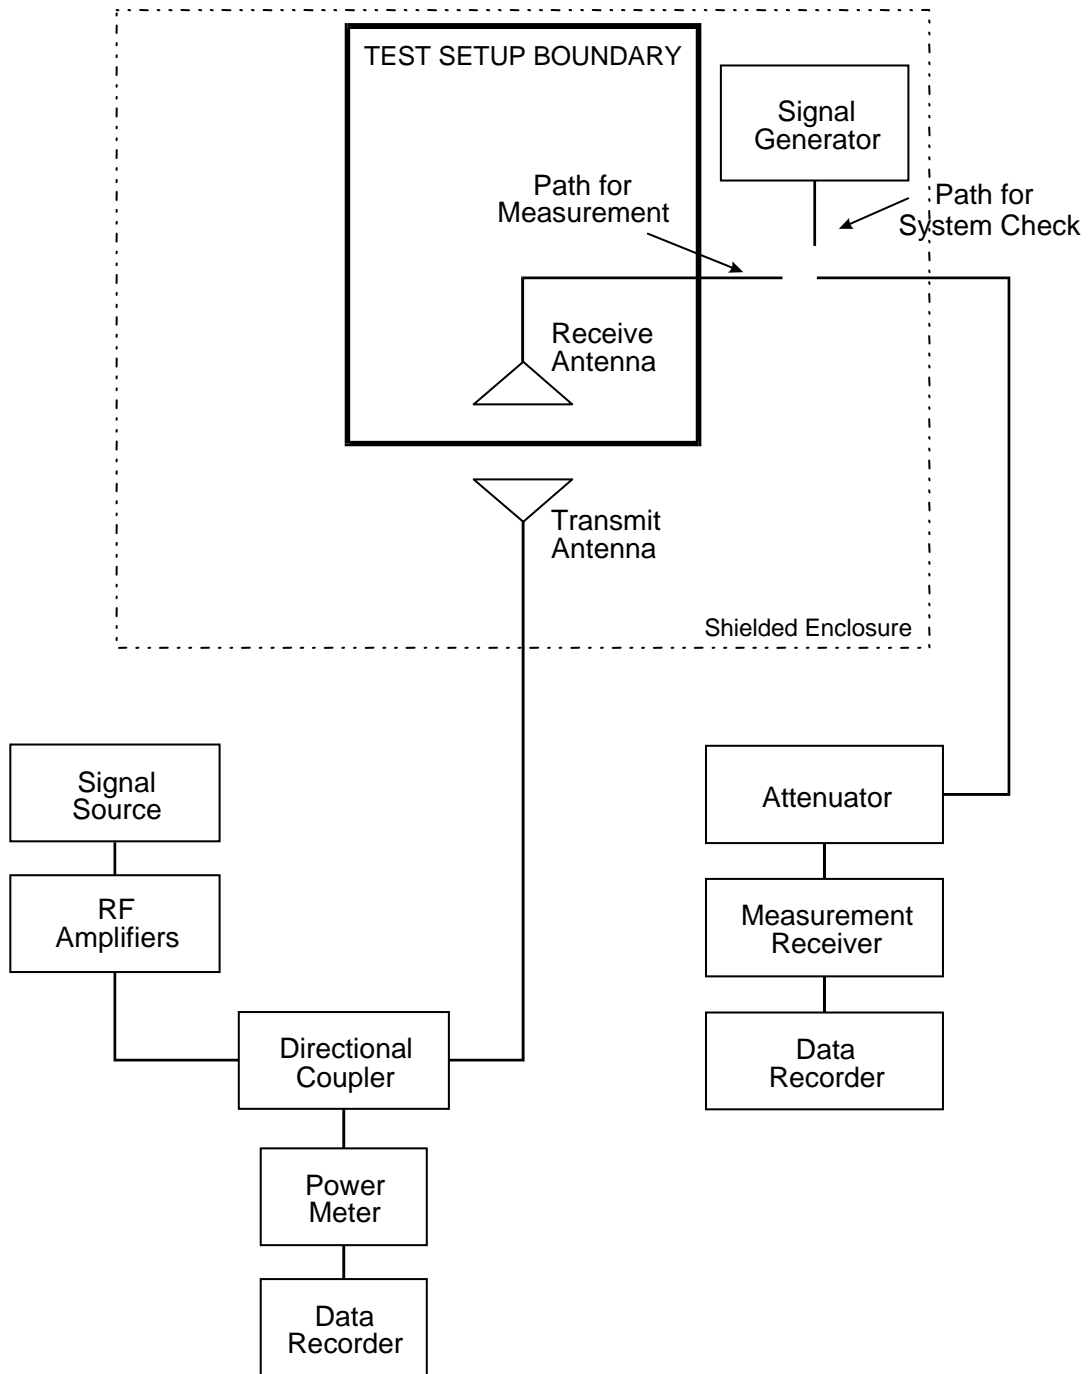 TEST SETUP BOUNDARY
Signal
Generator
Path for
Measurement
Path for
System Check
Receive
Antenna
Transmit
Antenna
Shielded Enclosure
Signal
Source
RF
Amplifiers
Directional
Coupler
Power
Meter
Data
Recorder
Attenuator
Measurement
Receiver
Data
Recorder